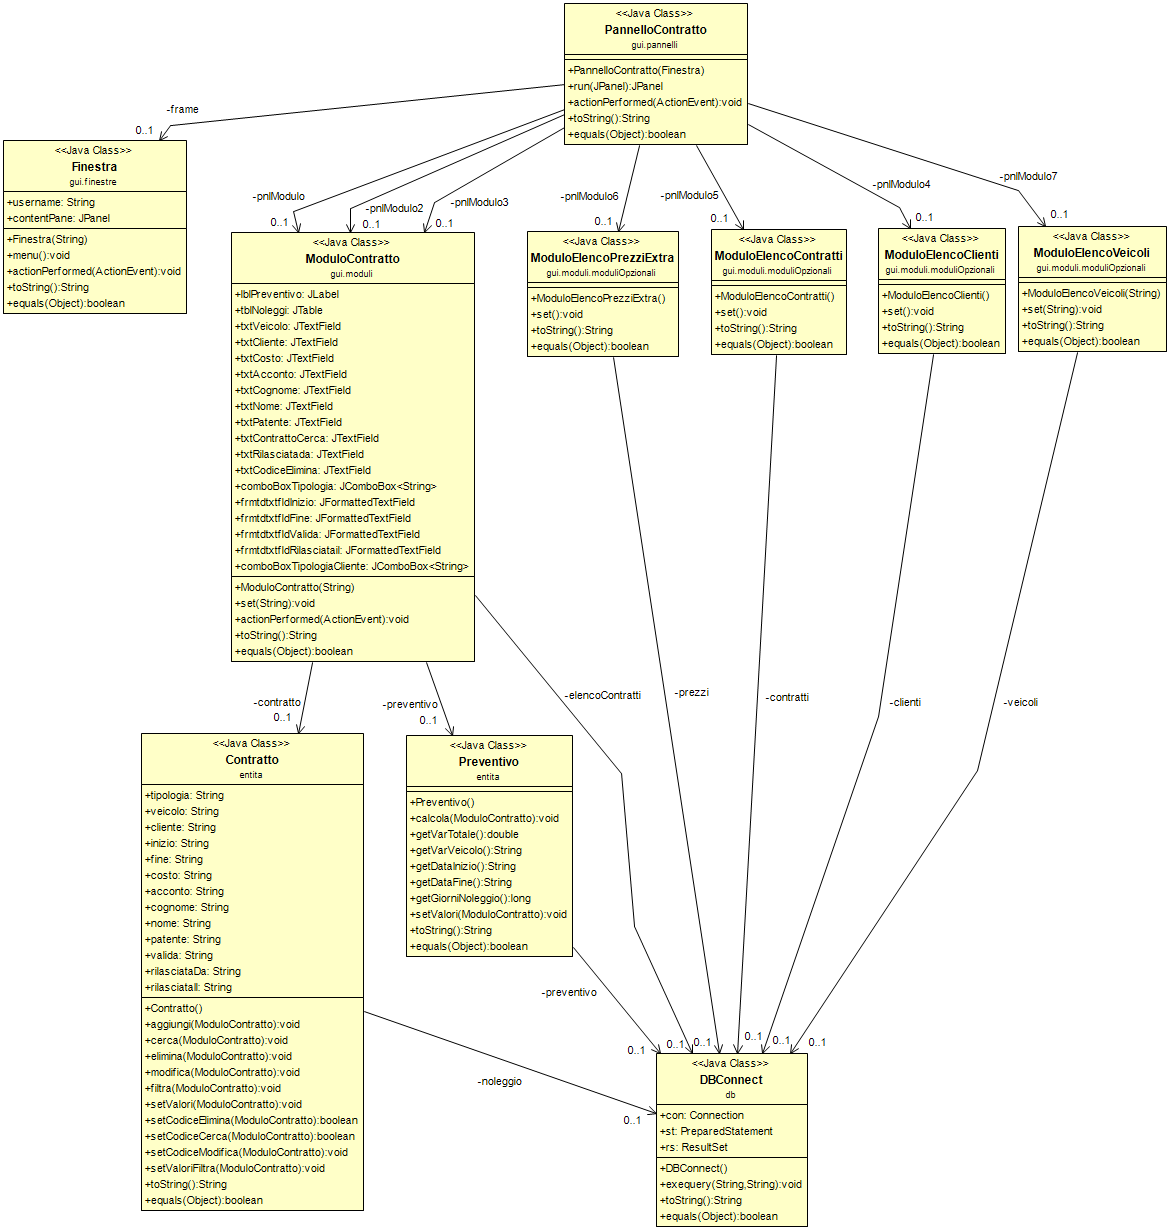 <<Java Class>>
PannelloContratto
gui.pannelli
+PannelloContratto(Finestra)
+run(JPanel):JPanel
+actionPerformed(ActionEvent):void
+toString():String
+equals(Object):boolean
-frame
0..1
<<Java Class>>
Finestra
gui.finestre
+username: String
+contentPane: JPanel
+Finestra(String)
+menu():void
+actionPerformed(ActionEvent):void
+toString():String
+equals(Object):boolean
-pnlModulo
0..1
-pnlModulo2
0..1
-pnlModulo3
0..1
-pnlModulo6
0..1
-pnlModulo5
0..1
-pnlModulo4
0..1
-pnlModulo7
0..1
<<Java Class>>
ModuloContratto
gui.moduli
+lblPreventivo: JLabel
+tblNoleggi: JTable
+txtVeicolo: JTextField
+txtCliente: JTextField
+txtCosto: JTextField
+txtAcconto: JTextField
+txtCognome: JTextField
+txtNome: JTextField
+txtPatente: JTextField
+txtContrattoCerca: JTextField
+txtRilasciatada: JTextField
+txtCodiceElimina: JTextField
+comboBoxTipologia: JComboBox<String>
+frmtdtxtfldInizio: JFormattedTextField
+frmtdtxtfldFine: JFormattedTextField
+frmtdtxtfldValida: JFormattedTextField
+frmtdtxtfldRilasciatail: JFormattedTextField
+comboBoxTipologiaCliente: JComboBox<String>
+ModuloContratto(String)
+set(String):void
+actionPerformed(ActionEvent):void
+toString():String
+equals(Object):boolean
<<Java Class>>
ModuloElencoPrezziExtra
gui.moduli.moduliOpzionali
+ModuloElencoPrezziExtra()
+set():void
+toString():String
+equals(Object):boolean
<<Java Class>>
ModuloElencoContratti
gui.moduli.moduliOpzionali
+ModuloElencoContratti()
+set():void
+toString():String
+equals(Object):boolean
<<Java Class>>
ModuloElencoClienti
gui.moduli.moduliOpzionali
+ModuloElencoClienti()
+set():void
+toString():String
+equals(Object):boolean
<<Java Class>>
ModuloElencoVeicoli
gui.moduli.moduliOpzionali
+ModuloElencoVeicoli(String)
+set(String):void
+toString():String
+equals(Object):boolean
-contratto
0..1
-preventivo
0..1
-elencoContratti
0..1
-prezzi
0..1
-contratti
0..1
-clienti
0..1
-veicoli
0..1
<<Java Class>>
Contratto
entita
+tipologia: String
+veicolo: String
+cliente: String
+inizio: String
+fine: String
+costo: String
+acconto: String
+cognome: String
+nome: String
+patente: String
+valida: String
+rilasciataDa: String
+rilasciataIl: String
+Contratto()
+aggiungi(ModuloContratto):void
+cerca(ModuloContratto):void
+elimina(ModuloContratto):void
+modifica(ModuloContratto):void
+filtra(ModuloContratto):void
+setValori(ModuloContratto):void
+setCodiceElimina(ModuloContratto):boolean
+setCodiceCerca(ModuloContratto):boolean
+setCodiceModifica(ModuloContratto):void
+setValoriFiltra(ModuloContratto):void
+toString():String
+equals(Object):boolean
<<Java Class>>
Preventivo
entita
+Preventivo()
+calcola(ModuloContratto):void
+getVarTotale():double
+getVarVeicolo():String
+getDataInizio():String
+getDataFine():String
+getGiorniNoleggio():long
+setValori(ModuloContratto):void
+toString():String
+equals(Object):boolean
-preventivo
0..1
-noleggio
0..1
<<Java Class>>
DBConnect
db
+con: Connection
+st: PreparedStatement
+rs: ResultSet
+DBConnect()
+exequery(String,String):void
+toString():String
+equals(Object):boolean